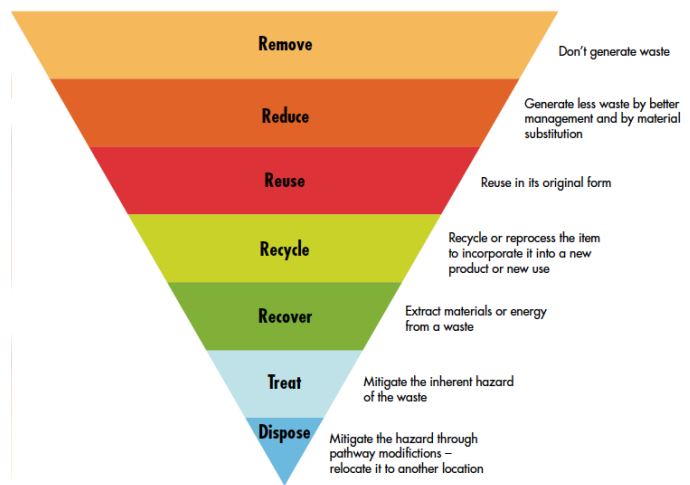 Remove
Don’t generate waste
Reduce
Generate less waste by better
management and by material
substitution
Reuse
Reuse in its original form
Recycle
Recycle or reprocess the item
to incorporate it into a new
product or new use
Recover
Extract materials or energy
from a waste
Treat
Mitigate the inherent hazard
of the waste
Dispose
Mitigate the hazard through
pathway modifictions –
relocate it to another location